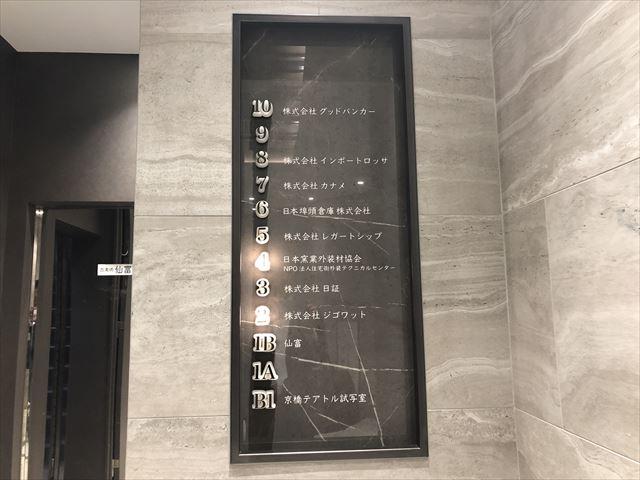 10 株式会社 グッドバンカー
9
8 株式会社 インポートロッサ
7 株式会社 カナメ
6 日本埠頭倉庫 株式会社
5 株式会社 レガートシップ
4 日本窯業外装材協会
NPO 法人住宅外装テクニカルセンター
3 株式会社 日証
2 株式会社 ジゴワット
1B 仙富
1A
B1 京橋テアトル試写室
仙富